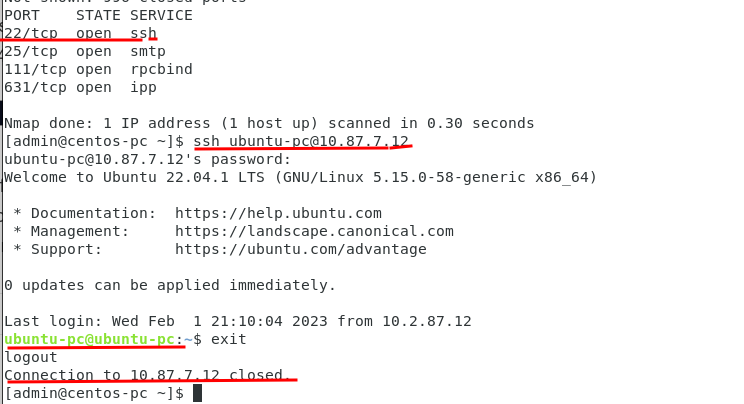 Not shown: 996 closed ports
PORT    STATE SERVICE
22/tcp  open  ssh
25/tcp  open  smtp
111/tcp open  rpcbind
631/tcp open  ipp
Nmap done: 1 IP address (1 host up) scanned in 0.30 seconds
[admin@centos-pc ~]$ ssh ubuntu-pc@10.87.7.12
ubuntu-pc@10.87.7.12's password:
Welcome to Ubuntu 22.04.1 LTS (GNU/Linux 5.15.0-58-generic x86_64)
 * Documentation:  https://help.ubuntu.com
 * Management:     https://landscape.canonical.com
 * Support:        https://ubuntu.com/advantage
0 updates can be applied immediately.
Last login: Wed Feb  1 21:10:04 2023 from 10.2.87.12
ubuntu-pc@ubuntu-pc:~$ exit
logout
Connection to 10.87.7.12 closed.
[admin@centos-pc ~]$